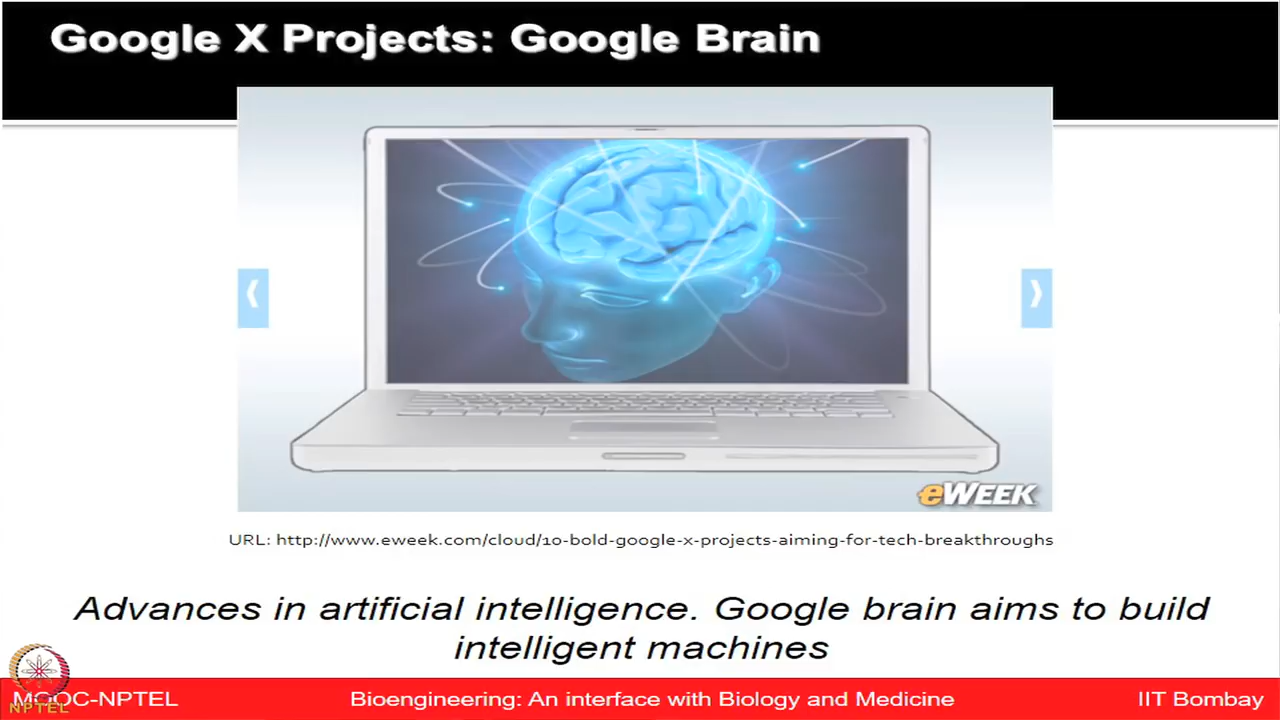 Google X Projects: Google Brain
eWEEK
URL: http://www.eweek.com/cloud/10-bold-google-x-projects-aiming-for-tech-breakthroughs
Advances in artificial intelligence. Google brain aims to build
intelligent machines
MOOC-NPTEL Bioengineering: An interface with Biology and Medicine IIT Bombay
NPTEL